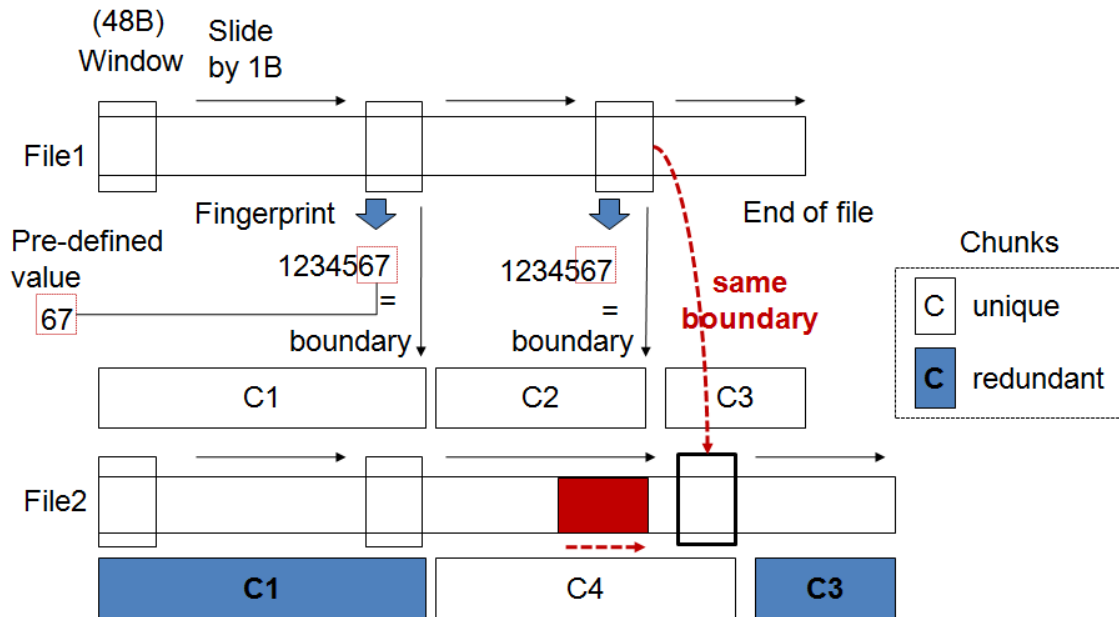 (48B)
Window
Slide
by 1B
File1
Fingerprint
End of file
Pre-defined
value
67
1234567
=
boundary
1234567
=
boundary
same
boundary
Chunks
C unique
C redundant
C1
C2
C3
File2
C1
C4
C3